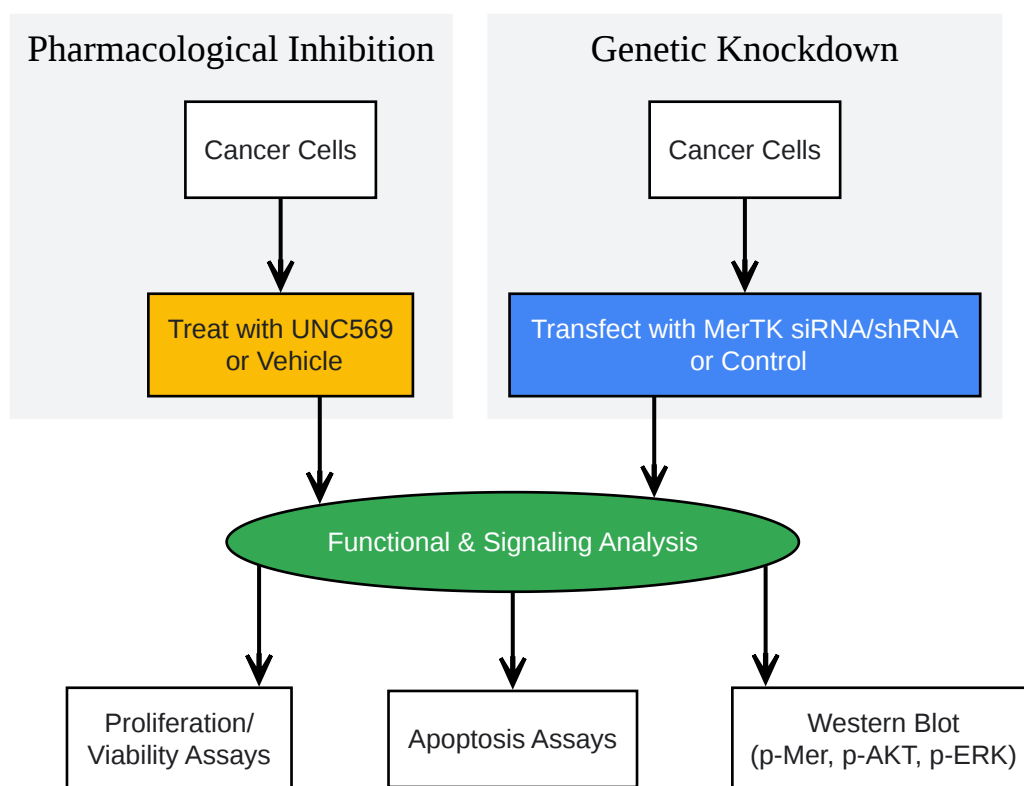 Pharmacological Inhibition
Genetic Knockdown
Cancer Cells
Cancer Cells
Treat with UNC569
or Vehicle
Transfect with MerTK siRNA/shRNA
or Control
Functional & Signaling Analysis
Proliferation/
Viability Assays
Apoptosis Assays
Western Blot
(p-Mer, p-AKT, p-ERK)